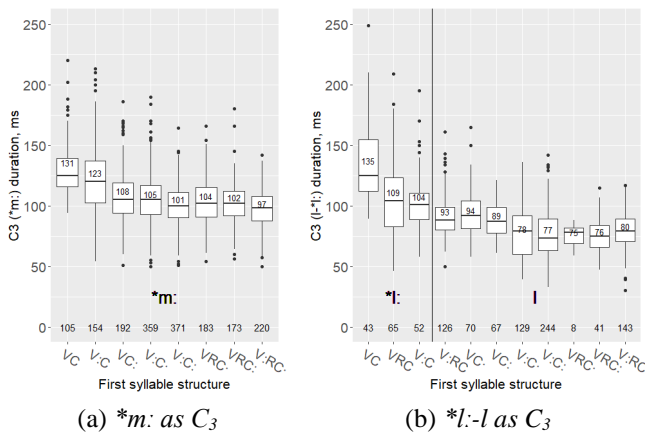 250
200
150
100
50
0
C3 (*m:) duration, ms
131
123
108
105
101
104
102
97
*m:
105 154 192 359 371 183 173 220
VC V:C VC: V:C: V:C: VRC: VRC: V:RC:
First syllable structure
(a) *m: as C₃
250
200
150
100
50
0
C3 (l-*l:) duration, ms
135
109
104
93
94
89
78
77
75
76
80
*l:
l
43 65 52 126 70 67 129 244 8 41 143
VC VRC V:C VRC: VC: VC: V:C: V:C: VRC: VRC: V:RC:
First syllable structure
(b) *l:-l as C₃